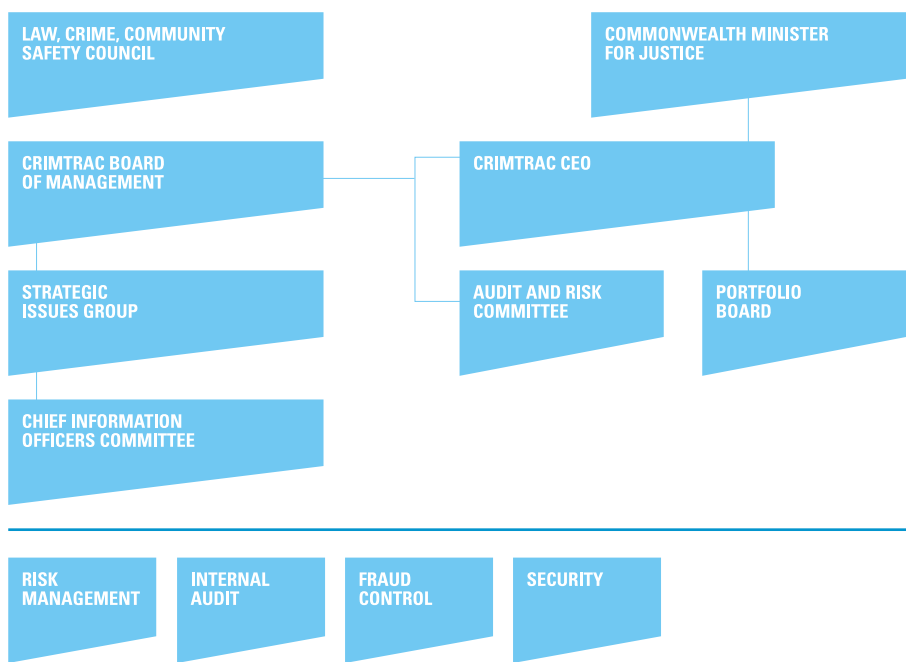 LAW, CRIME, COMMUNITY
SAFETY COUNCIL
COMMONWEALTH MINISTER
FOR JUSTICE
CRIMTRAC BOARD
OF MANAGEMENT
CRIMTRAC CEO
STRATEGIC
ISSUES GROUP
AUDIT AND RISK
COMMITTEE
PORTFOLIO
BOARD
CHIEF INFORMATION
OFFICERS COMMITTEE
RISK
MANAGEMENT
INTERNAL
AUDIT
FRAUD
CONTROL
SECURITY